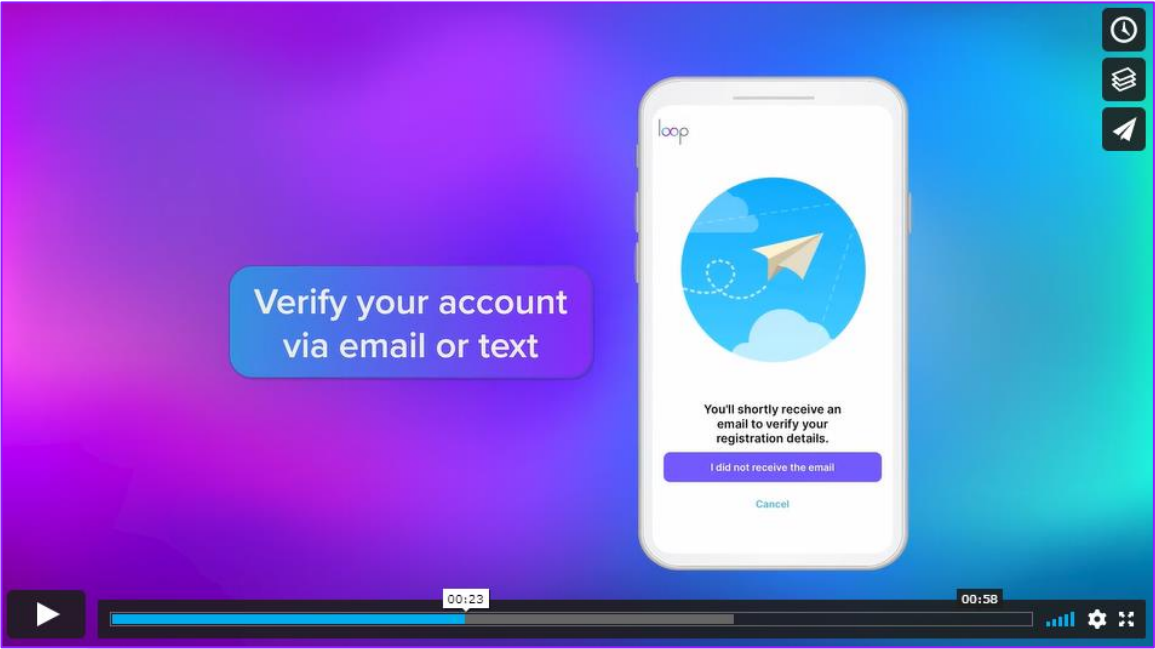 loop
Verify your account
via email or text
You'll shortly receive an
email to verify your
registration details.
I did not receive the email
Cancel
00:23
00:58